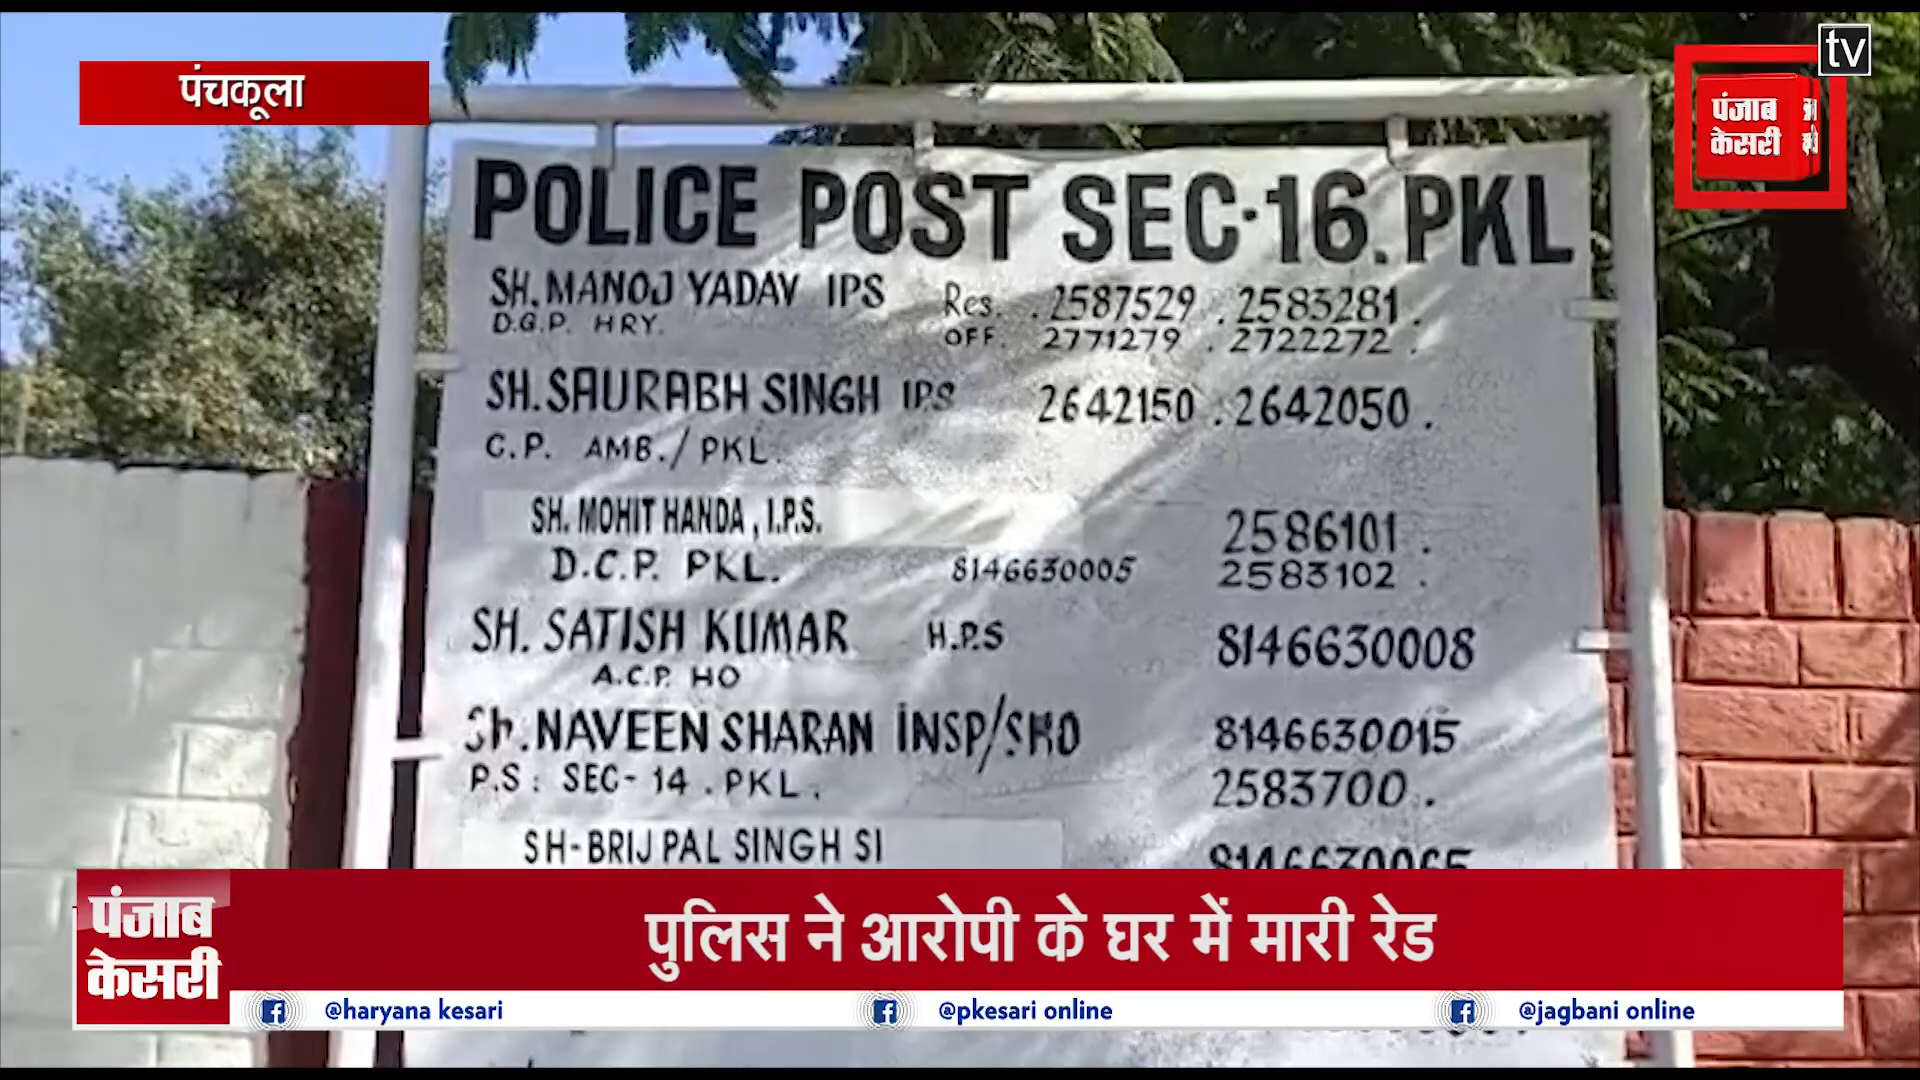 पंचकूला
tv
पंजाब
केसरी
POLICE POST SEC·16.PKL
SH.MANOJ YADAV IPS Res. .2587529 .2583281.
D.G.P. HRY. OFF. 2771279 .2722272.
SH.SAURABH SINGH IPS 2642150 .2642050.
C.P. AMB./PKL.
SH. MOHIT HANDA , I.P.S. 2586101.
D.C.P. PKL. 8146630005 2583102.
SH. SATISH KUMAR H.P.S 8146630008
A.C.P. HO
Sh.NAVEEN SHARAN INSP/SHO 8146630015
P.S: SEC-14.PKL. 2583700.
SH-BRIJ PAL SINGH SI 8146630065
पंजाब
केसरी
पुलिस ने आरोपी के घर में मारी रेड
@haryana kesari @pkesari online @jagbani online